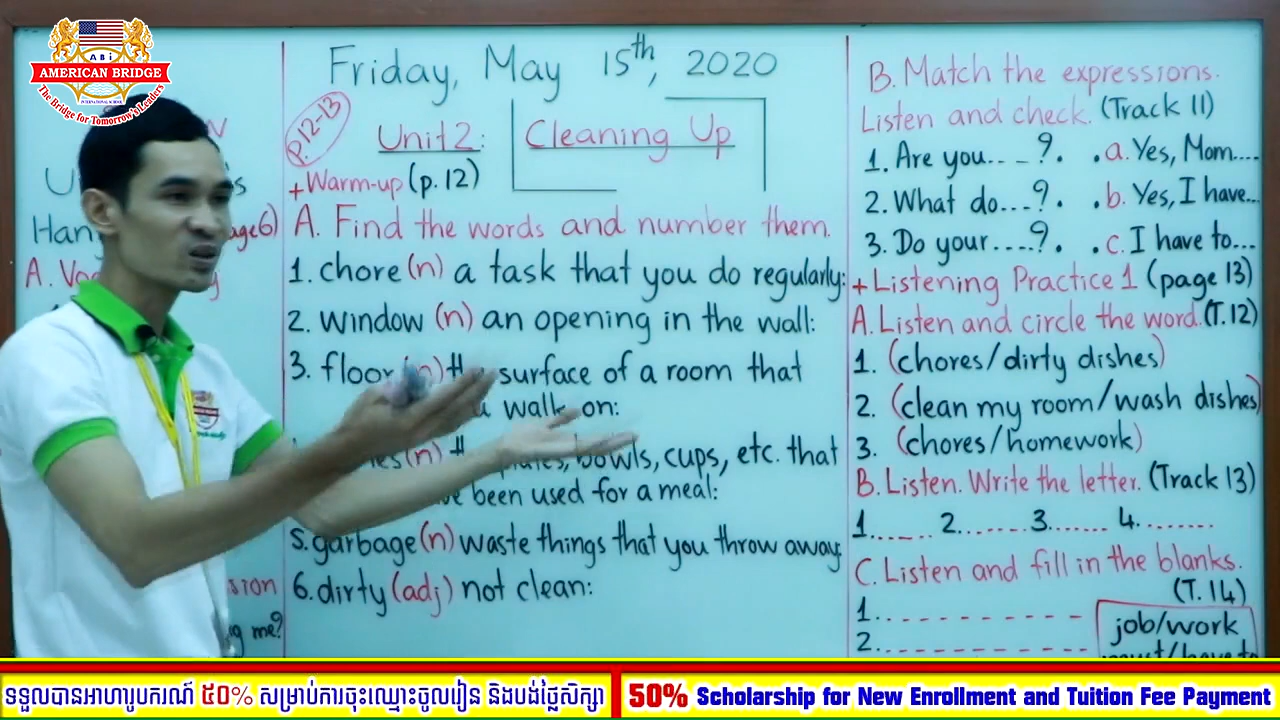 ABi
AMERICAN BRIDGE
INTERNATIONAL SCHOOL
The Bridge for Tomorrow's Leaders
A.
sion
me?
Friday, May 15th, 2020
P.12-13
Unit 2: Cleaning Up
+Warm-up (p. 12)
A. Find the words and number them.
1. chore (n) a task that you do regularly:
2. window (n) an opening in the wall:
3. floor (n) surface of a room that
walk on:
(n) plates, bowls, cups, etc. that
been used for a meal:
5. garbage (n) waste things that you throw away:
6. dirty (adj) not clean:
B. Match the expressions.
Listen and check. (Track 11)
1. Are you.. _ ?. .a. Yes, Mom....
2. What do....?. .b. Yes, I have...
3. Do your ....?. .c. I have to...
+Listening Practice 1 (page 13)
A. Listen and circle the word. (T. 12)
1. (chores/dirty dishes)
2. (clean my room/wash dishes)
3. (chores/homework)
B. Listen. Write the letter. (Track 13)
1....... 2....... 3....... 4.........
C. Listen and fill in the blanks.
(T. 14)
1. - - - - - - - - - - -
2. - - - - - - - - - - -
job/work
must/have to
ទទួលបានអាហារូបករណ៍ ៥០% សម្រាប់ការចុះឈ្មោះចូលរៀន និងបង់ថ្លៃសិក្សា
50% Scholarship for New Enrollment and Tuition Fee Payment